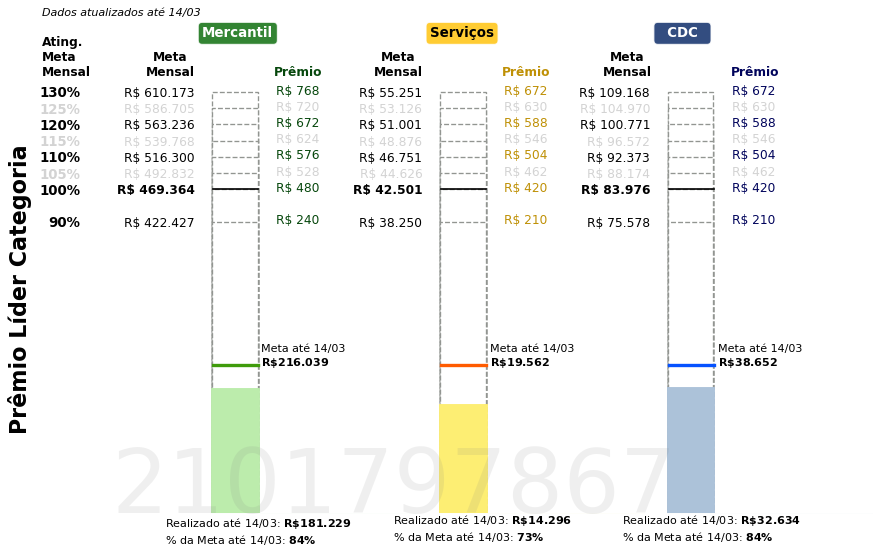 Dados atualizados até 14/03
Mercantil Serviços CDC
Ating.
Meta
Mensal
Meta
Mensal Prêmio Meta
Mensal Prêmio Meta
Mensal Prêmio
130% R$ 610.173 R$ 768 R$ 55.251 R$ 672 R$ 109.168 R$ 672
125% R$ 586.705 R$ 720 R$ 53.126 R$ 630 R$ 104.970 R$ 630
120% R$ 563.236 R$ 672 R$ 51.001 R$ 588 R$ 100.771 R$ 588
115% R$ 539.768 R$ 624 R$ 48.876 R$ 546 R$ 96.572 R$ 546
110% R$ 516.300 R$ 576 R$ 46.751 R$ 504 R$ 92.373 R$ 504
105% R$ 492.832 R$ 528 R$ 44.626 R$ 462 R$ 88.174 R$ 462
100% R$ 469.364 R$ 480 R$ 42.501 R$ 420 R$ 83.976 R$ 420
90% R$ 422.427 R$ 240 R$ 38.250 R$ 210 R$ 75.578 R$ 210
Prêmio Líder Categoria
Meta até 14/03 Meta até 14/03 Meta até 14/03
R$216.039 R$19.562 R$38.652
2101797867
Realizado até 14/03: R$181.229 Realizado até 14/03: R$14.296 Realizado até 14/03: R$32.634
% da Meta até 14/03: 84% % da Meta até 14/03: 73% % da Meta até 14/03: 84%